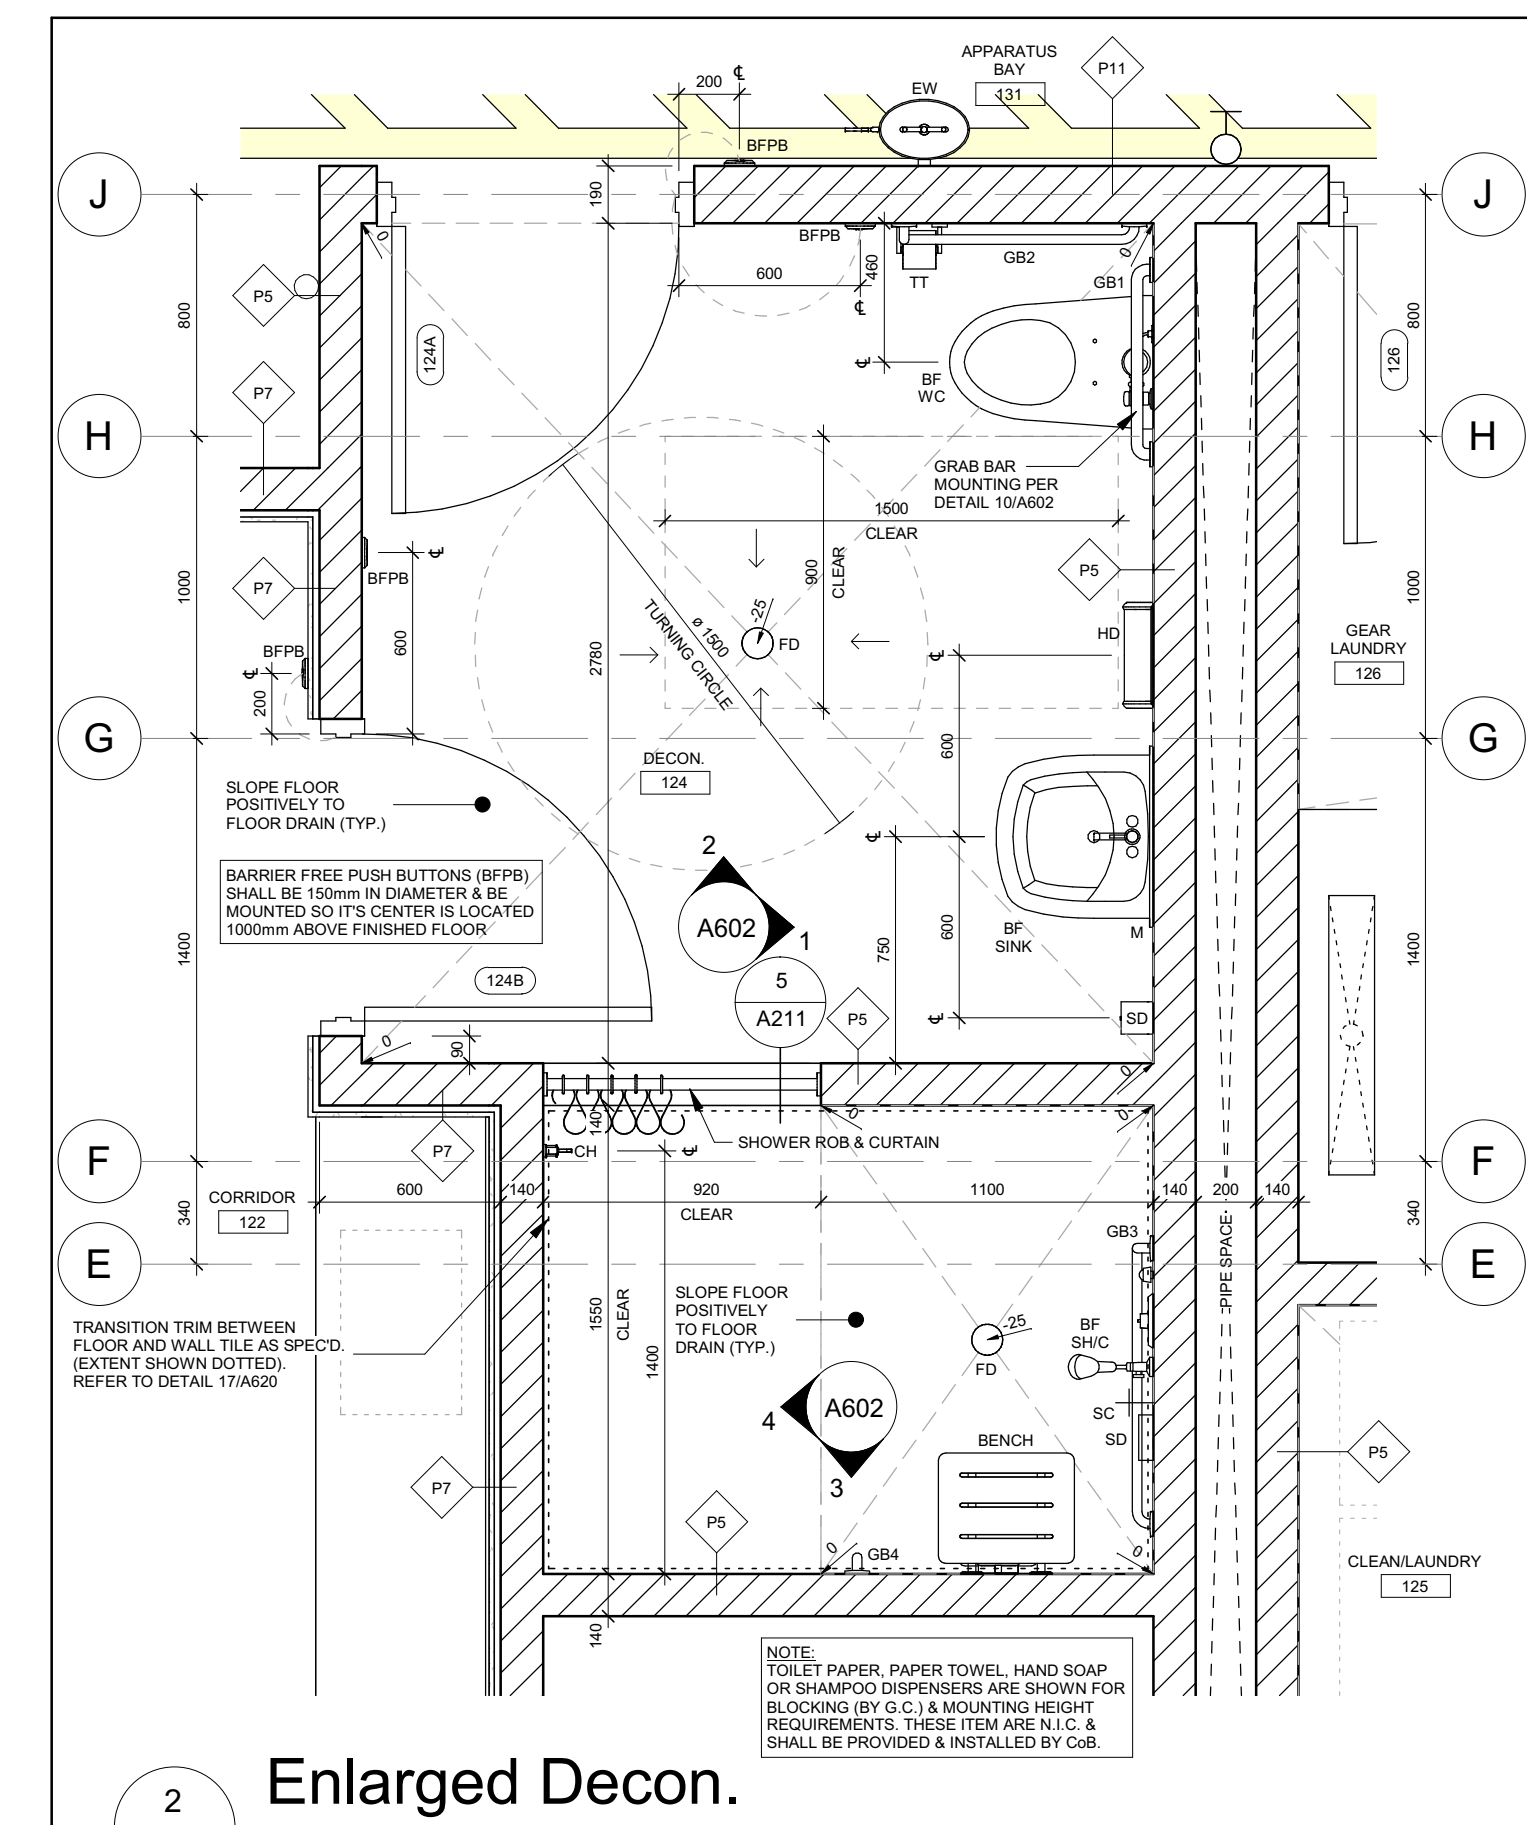 APPARATUS
BAY
131
P11
200
℄
EW
BFPB
J
J
190
BFPB
600
℄
460
TT
GB2
GB1
0
0
P5
800
800
124A
126
P7
℄
BF
WC
H
H
GRAB BAR
MOUNTING PER
DETAIL 10/A602
1500
CLEAR
900
CLEAR
℄
BFPB
P7
1000
1000
P5
600
-25
FD
ø 1500
TURNING CIRCLE
2780
HD
℄
GEAR
LAUNDRY
126
BFPB
℄
200
G
G
600
DECON.
124
SLOPE FLOOR
POSITIVELY TO
FLOOR DRAIN (TYP.)
℄
2
A602
1
BARRIER FREE PUSH BUTTONS (BFPB)
SHALL BE 150mm IN DIAMETER & BE
MOUNTED SO IT'S CENTER IS LOCATED
1000mm ABOVE FINISHED FLOOR
1400
1400
750
600
BF
SINK
M
124B
5
A211
P5
℄
SD
0
90
0
140
SHOWER ROB & CURTAIN
0
0
P7
CH
℄
F
F
CORRIDOR
122
600
140
920
CLEAR
1100
140
200
140
340
340
GB3
E
E
PIPE SPACE
1550
CLEAR
1400
SLOPE FLOOR
POSITIVELY
TO FLOOR
DRAIN (TYP.)
-25
FD
BF
SH/C
TRANSITION TRIM BETWEEN
FLOOR AND WALL TILE AS SPEC'D.
(EXTENT SHOWN DOTTED).
REFER TO DETAIL 17/A620
4
A602
3
SC
SD
BENCH
P5
P7
P5
0
GB4
0
CLEAN/LAUNDRY
125
140
NOTE:
TOILET PAPER, PAPER TOWEL, HAND SOAP
OR SHAMPOO DISPENSERS ARE SHOWN FOR
BLOCKING (BY G.C.) & MOUNTING HEIGHT
REQUIREMENTS. THESE ITEM ARE N.I.C. &
SHALL BE PROVIDED & INSTALLED BY CoB.
2
Enlarged Decon.